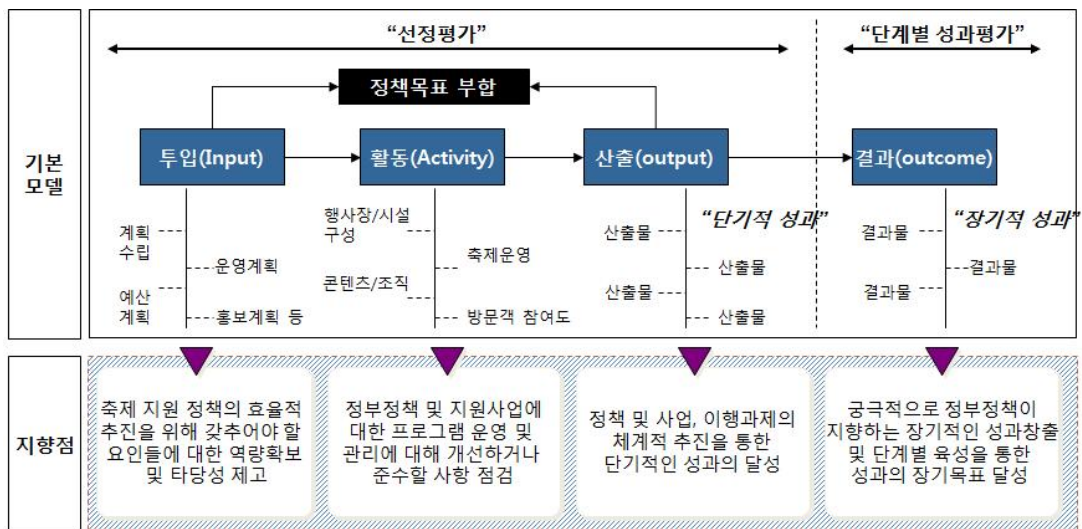 “선정평가”
“단계별 성과평가”
정책목표 부합
기본
모델
투입(Input)
활동(Activity)
산출(output)
결과(outcome)
계획
수립
운영계획
예산
계획
홍보계획 등
행사장/시설
구성
축제운영
콘텐츠/조직
방문객 참여도
“단기적 성과”
산출물
산출물
산출물
산출물
“장기적 성과”
결과물
결과물
결과물
지향점
축제 지원 정책의 효율적
추진을 위해 갖추어야 할
요인들에 대한 역량확보
및 타당성 제고
정부정책 및 지원사업에
대한 프로그램 운영 및
관리에 대해 개선하거나
준수할 사항 점검
정책 및 사업, 이행과제의
체계적 추진을 통한
단기적인 성과의 달성
궁극적으로 정부정책이
지향하는 장기적인 성과창출
및 단계별 육성을 통한
성과의 장기목표 달성